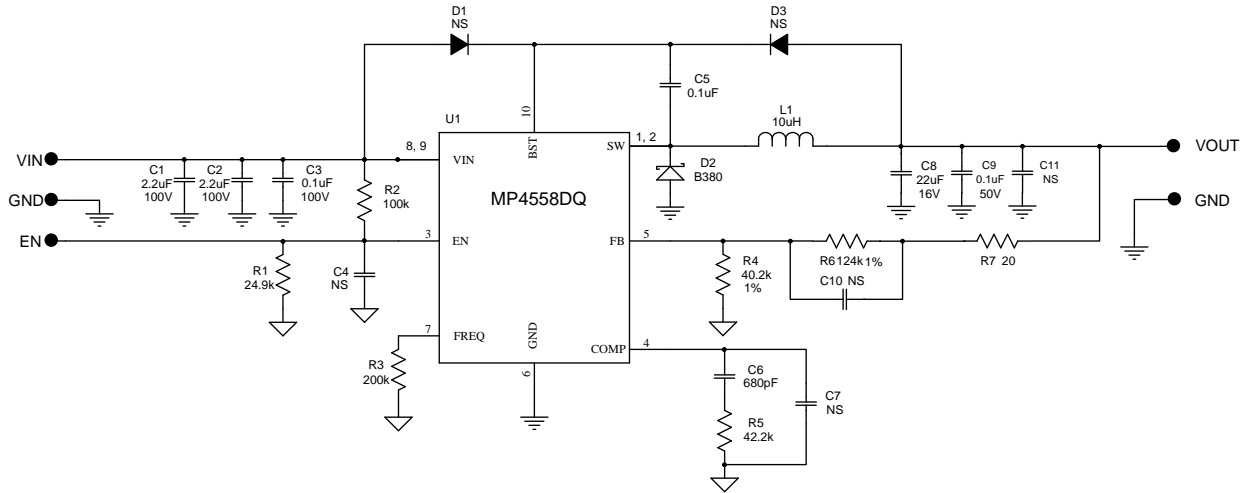 D1
NS
D3
NS
C5
0.1uF
10
U1
L1
10uH
8, 9
VIN
BST
SW
1, 2
VIN
VOUT
C1
2.2uF
100V
C2
2.2uF
100V
C3
0.1uF
100V
R2
100k
D2
B380
C8
22uF
16V
C9
0.1uF
50V
C11
NS
GND
MP4558DQ
GND
EN
3
EN
FB
5
R1
24.9k
C4
NS
R4
40.2k
1%
R6 124k 1%
R7 20
C10 NS
7
FREQ
GND
COMP
4
R3
200k
6
C6
680pF
C7
NS
R5
42.2k